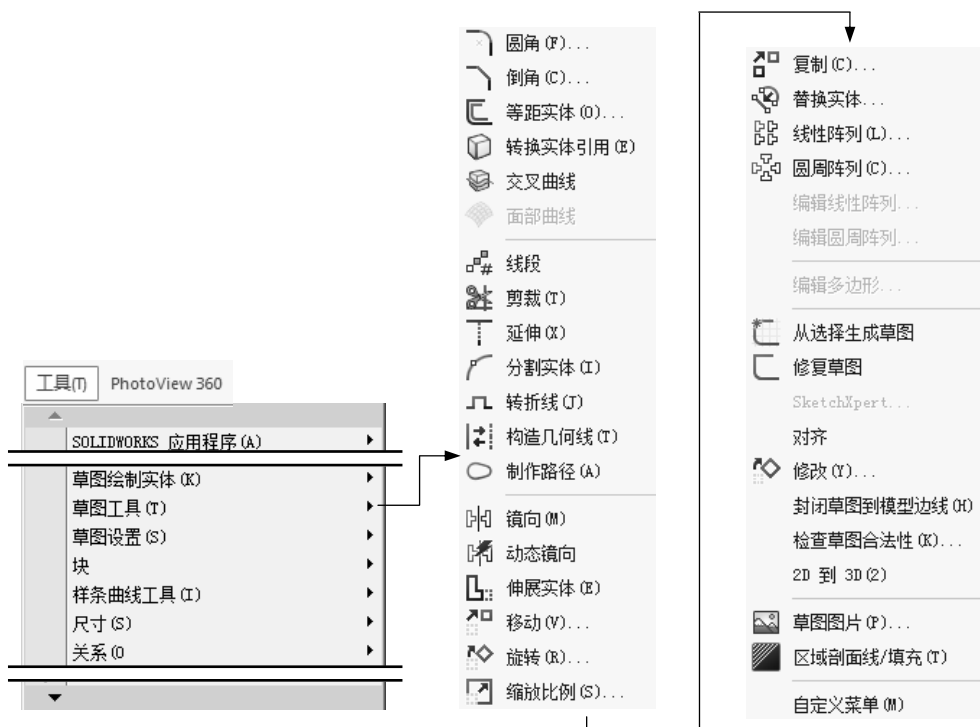 工具(T) PhotoView 360
SOLIDWORKS 应用程序(A)
草图绘制实体(K)
草图工具(T)
草图设置(S)
块
样条曲线工具(I)
尺寸(S)
关系(O
圆角(F)...
倒角(C)...
等距实体(O)...
转换实体引用(E)
交叉曲线
面部曲线
线段
剪裁(T)
延伸(X)
分割实体(I)
转折线(J)
构造几何线(T)
制作路径(A)
镜向(M)
动态镜向
伸展实体(E)
移动(V)...
旋转(R)...
缩放比例(S)...
复制(C)...
替换实体...
线性阵列(L)...
圆周阵列(C)...
编辑线性阵列...
编辑圆周阵列...
编辑多边形...
从选择生成草图
修复草图
SketchXpert...
对齐
修改(Y)...
封闭草图到模型边线(H)
检查草图合法性(K)...
2D 到 3D(2)
草图图片(P)...
区域剖面线/填充(T)
自定义菜单(M)